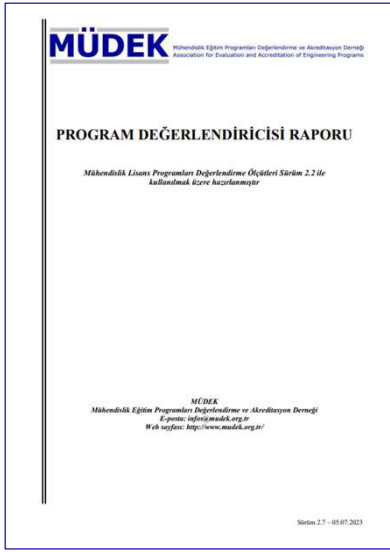 MÜDEK
Mühendislik Eğitim Programları Değerlendirme ve Akreditasyon Derneği
Association for Evaluation and Accreditation of Engineering Programs
PROGRAM DEĞERLENDİRİCİSİ RAPORU
Mühendislik Lisans Programları Değerlendirme Ölçütleri Sürüm 2.2 ile
kullanılmak üzere hazırlanmıştır
MÜDEK
Mühendislik Eğitim Programları Değerlendirme ve Akreditasyon Derneği
E-posta: infox@mudek.org.tr
Web sayfası: http://www.mudek.org.tr/
Sürüm 2.7 – 05.07.2023